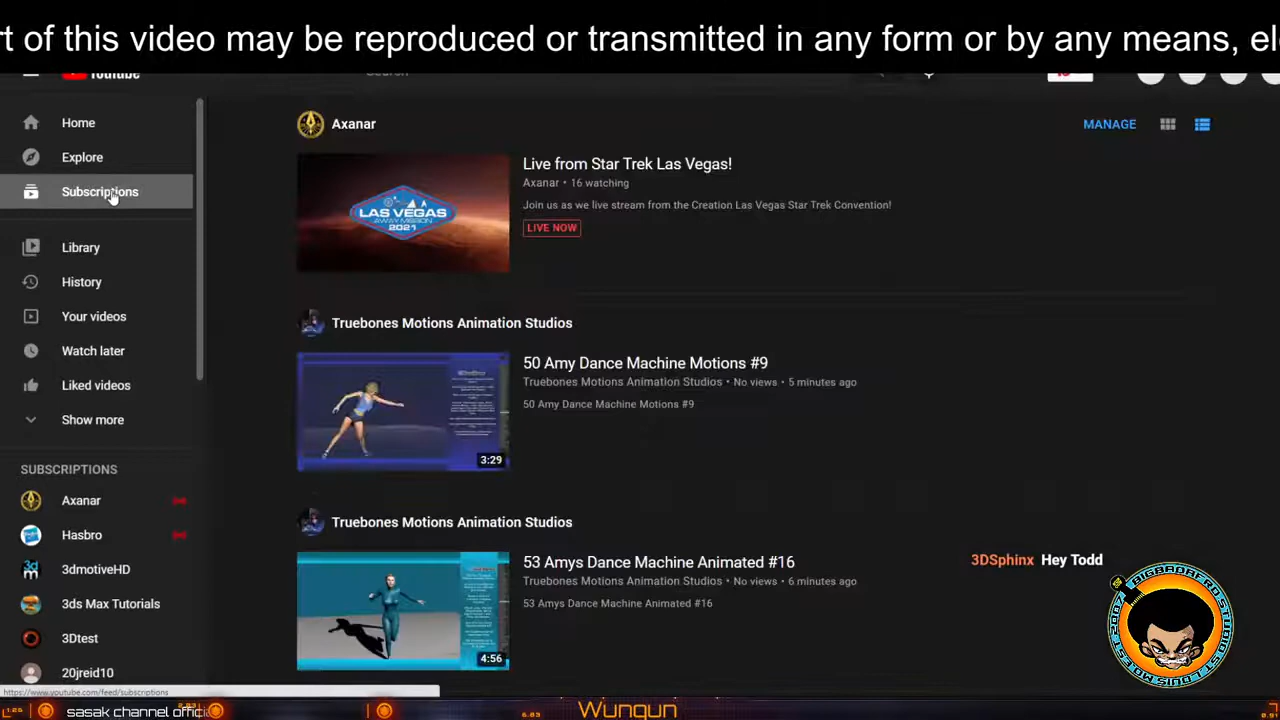 rt of this video may be reproduced or transmitted in any form or by any means, el
YouTube
Search
Home
Explore
Subscriptions
Library
History
Your videos
Watch later
Liked videos
Show more
SUBSCRIPTIONS
Axanar
Hasbro
3dmotiveHD
3ds Max Tutorials
3Dtest
20jreid10
https://www.youtube.com/feed/subscriptions
Axanar
MANAGE
LAS VEGAS
AWAY MISSION
2021
Live from Star Trek Las Vegas!
Axanar • 16 watching
Join us as we live stream from the Creation Las Vegas Star Trek Convention!
LIVE NOW
Truebones Motions Animation Studios
3:29
50 Amy Dance Machine Motions #9
Truebones Motions Animation Studios • No views • 5 minutes ago
50 Amy Dance Machine Motions #9
Truebones Motions Animation Studios
4:56
53 Amys Dance Machine Animated #16
Truebones Motions Animation Studios • No views • 6 minutes ago
53 Amys Dance Machine Animated #16
3DSphinx Hey Todd
sasak channel offici
Wunqun